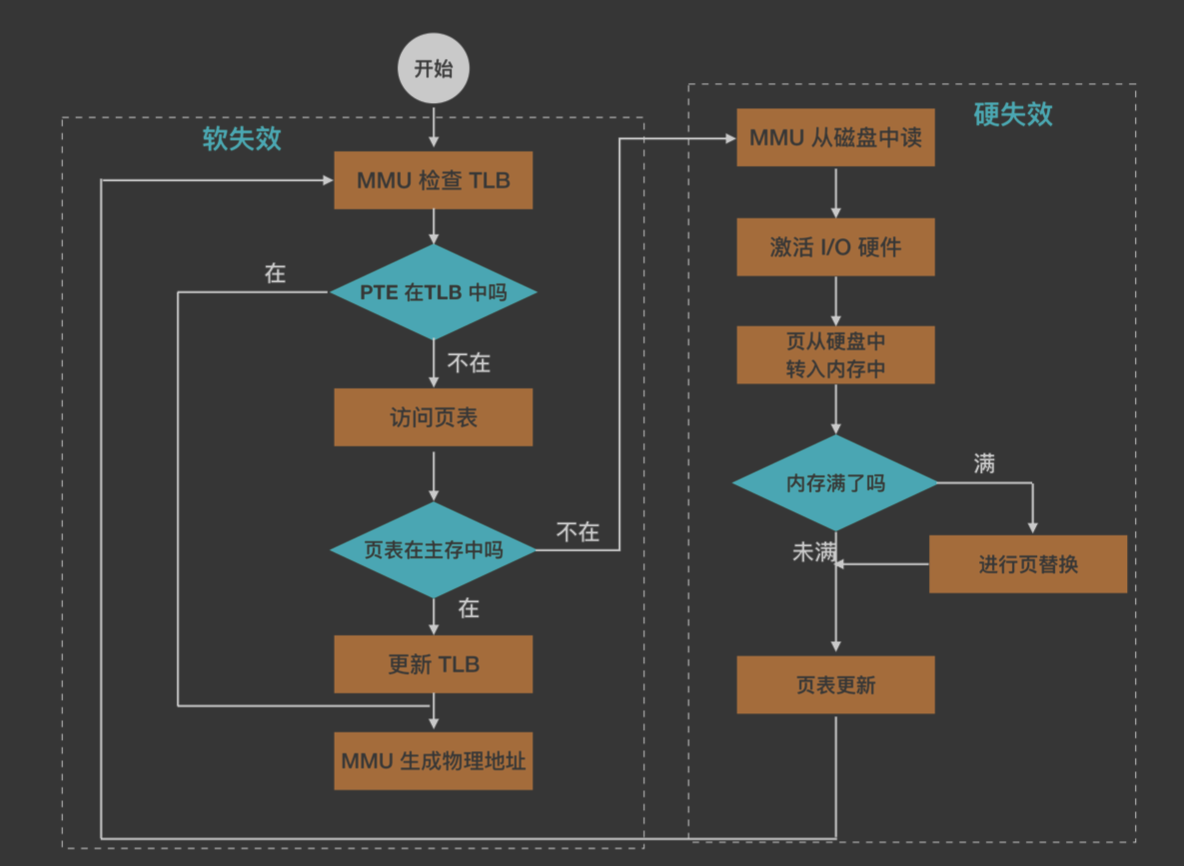 开始
软失效
MMU 检查 TLB
在
PTE 在TLB 中吗
不在
访问页表
页表在主存中吗
不在
在
更新 TLB
MMU 生成物理地址
硬失效
MMU 从磁盘中读
激活 I/O 硬件
页从硬盘中
转入内存中
内存满了吗
满
未满
进行页替换
页表更新